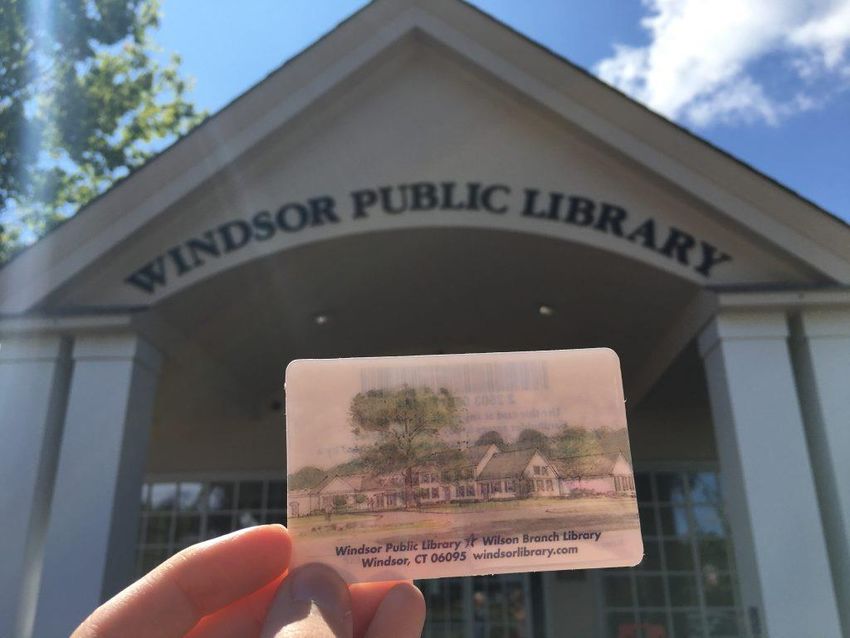 WINDSOR PUBLIC LIBRARY
Windsor Public Library Wilson Branch Library
Windsor, CT 06095 windsorlibrary.com